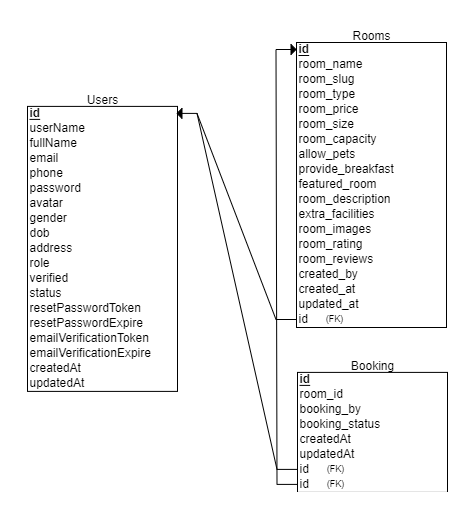 Users
id
userName
fullName
email
phone
password
avatar
gender
dob
address
role
verified
status
resetPasswordToken
resetPasswordExpire
emailVerificationToken
emailVerificationExpire
createdAt
updatedAt
Rooms
id
room_name
room_slug
room_type
room_price
room_size
room_capacity
allow_pets
provide_breakfast
featured_room
room_description
extra_facilities
room_images
room_rating
room_reviews
created_by
created_at
updated_at
id (FK)
Booking
id
room_id
booking_by
booking_status
createdAt
updatedAt
id (FK)
id (FK)